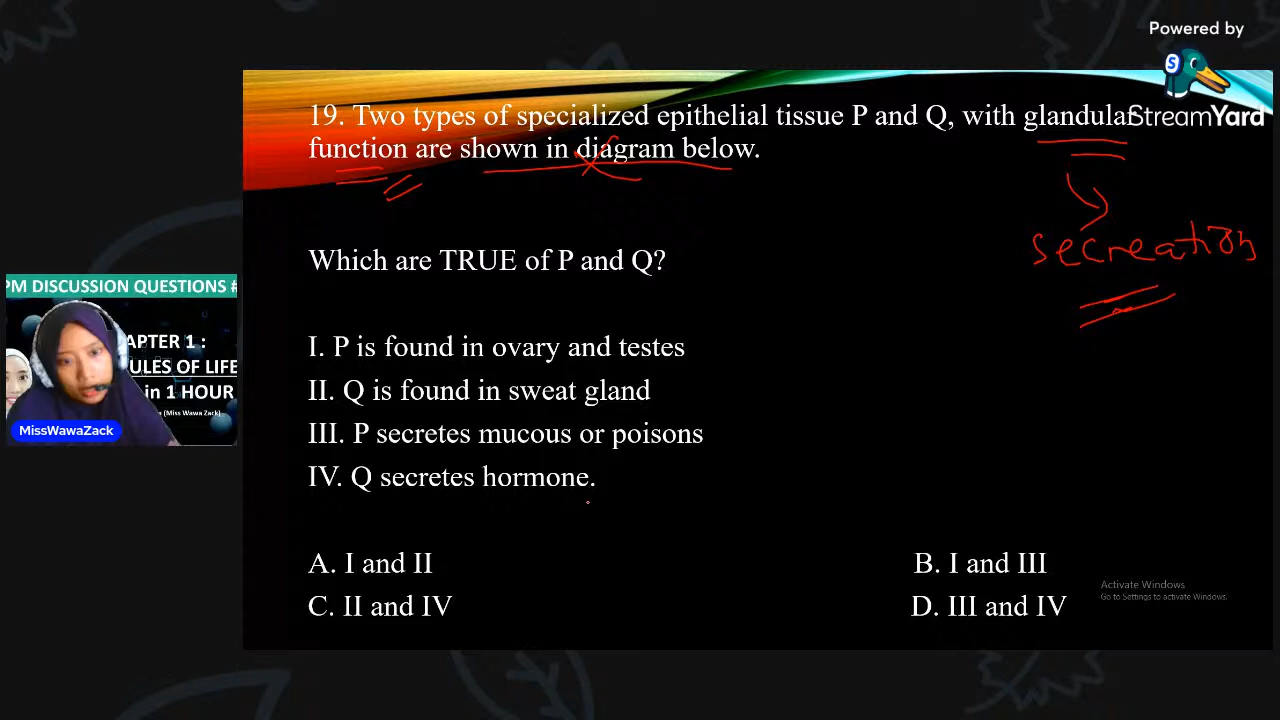 Powered by
StreamYard
19. Two types of specialized epithelial tissue P and Q, with glandular
function are shown in diagram below.
secreation
Which are TRUE of P and Q?
I. P is found in ovary and testes
II. Q is found in sweat gland
III. P secretes mucous or poisons
IV. Q secretes hormone.
A. I and II
B. I and III
C. II and IV
D. III and IV
PM DISCUSSION QUESTIONS #
APTER 1 :
ULES OF LIFE
in 1 HOUR
(Miss Wawa Zack)
MissWawaZack
Activate Windows
Go to Settings to activate Windows.